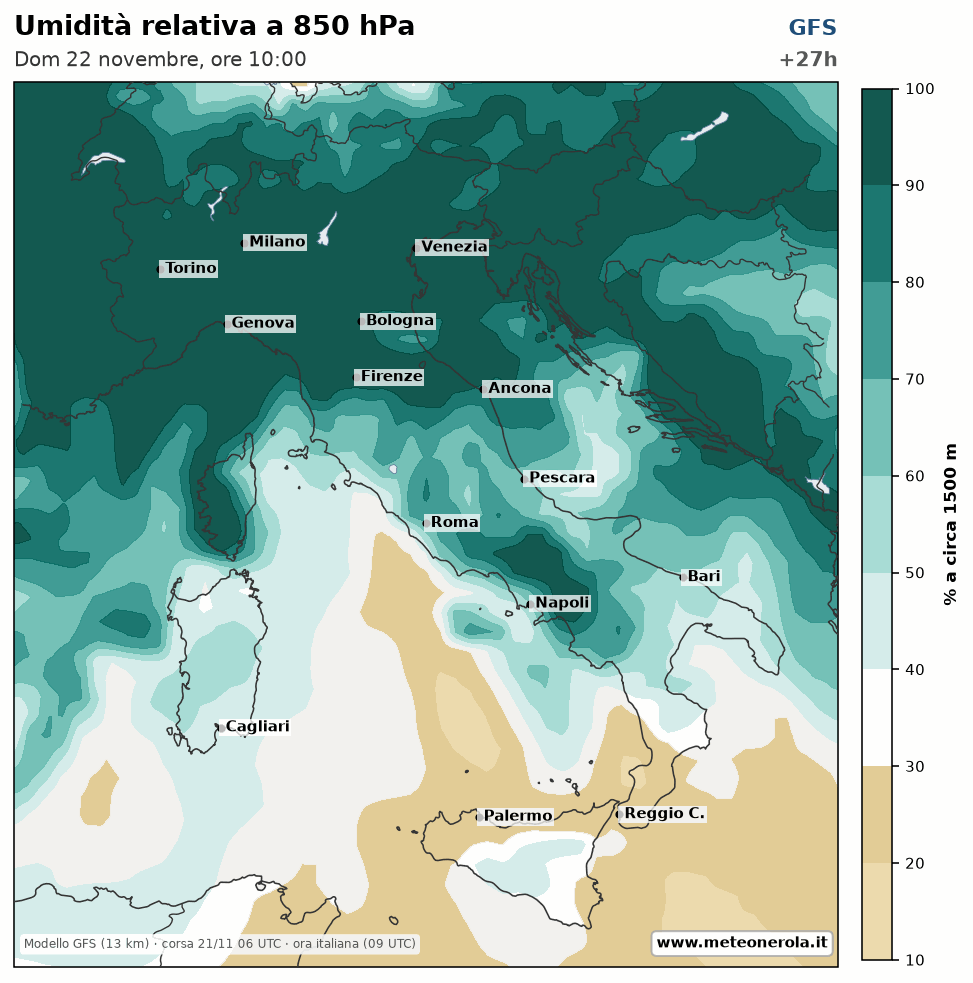 Umidità relativa a 850 hPa
GFS
Dom 22 novembre, ore 10:00
+27h
Milano
Venezia
Torino
Genova
Bologna
Firenze
Ancona
Pescara
Roma
Bari
Napoli
Cagliari
Palermo
Reggio C.
Modello GFS (13 km) · corsa 21/11 06 UTC · ora italiana (09 UTC)
www.meteonerola.it
100
90
80
70
60
50
40
30
20
10
% a circa 1500 m